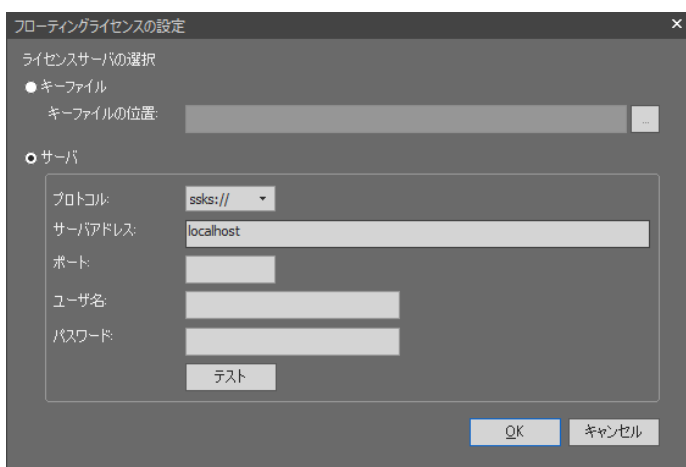 フローティングライセンスの設定
ライセンスサーバの選択
キーファイル
キーファイルの位置:
...
サーバ
プロトコル: ssks://
サーバアドレス: localhost
ポート:
ユーザ名:
パスワード:
テスト
OK キャンセル